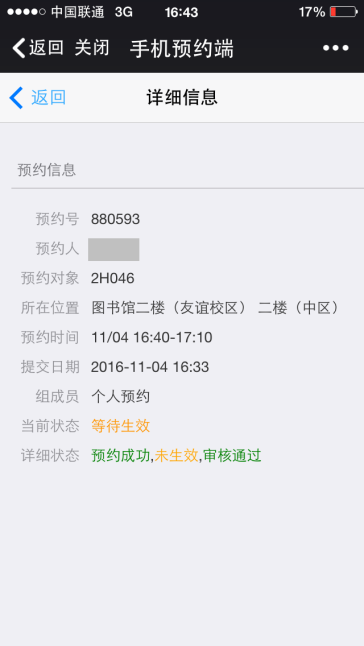 中国联通 3G 16:43 17%
返回 关闭 手机预约端
返回 详细信息
预约信息
预约号 880593
预约人
预约对象 2H046
所在位置 图书馆二楼（友谊校区） 二楼（中区）
预约时间 11/04 16:40-17:10
提交日期 2016-11-04 16:33
组成员 个人预约
当前状态 等待生效
详细状态 预约成功,未生效,审核通过